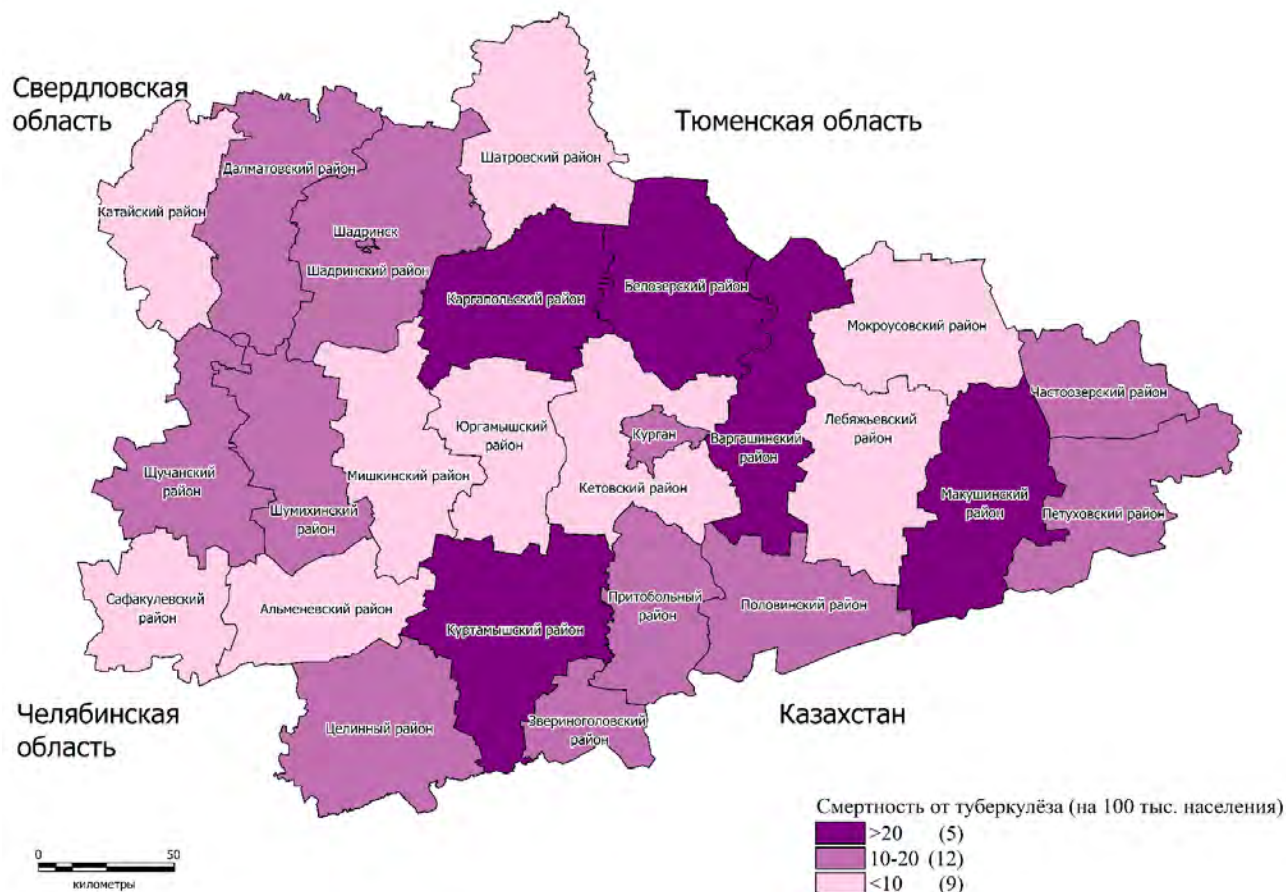 Свердловская
область
Тюменская область
Шатровский район
Далматовский район
Катайский район
Шадринск
Шадринский район
Белозерский район
Каргапольский район
Мокроусовский район
Частоозерский район
Юргамышский
район
Курган
Лебяжьевский
район
Варгашинский
район
Щучанский
район
Мишкинский район
Кетовский район
Макушинский
район
Шумихинский
район
Петуховский район
Сафакулевский
район
Альменевский район
Притобольный
район
Половинский район
Куртамышский район
Челябинская
область
Целинный район
Звериноголовский
район
Казахстан
Смертность от туберкулёза (на 100 тыс. населения)
>20 (5)
10-20 (12)
<10 (9)
0 50
километры